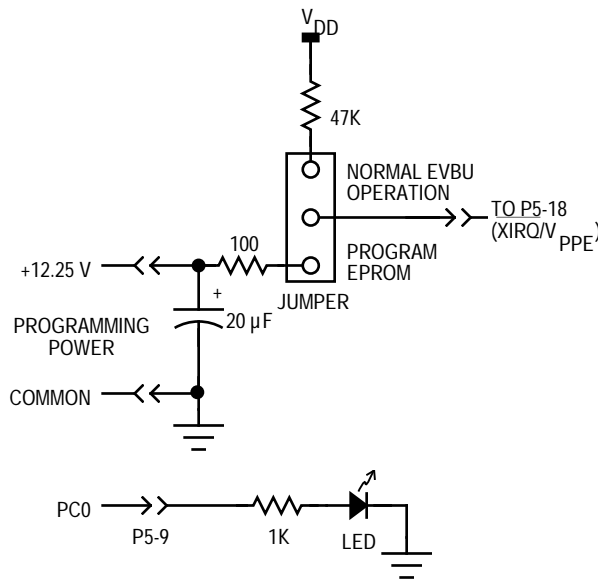 VDD
47K
NORMAL EVBU
OPERATION
TO P5-18
(XIRQ/VPPE)
100
PROGRAM
EPROM
+12.25 V
+
JUMPER
20 µF
PROGRAMMING
POWER
COMMON
PC0
P5-9
1K
LED